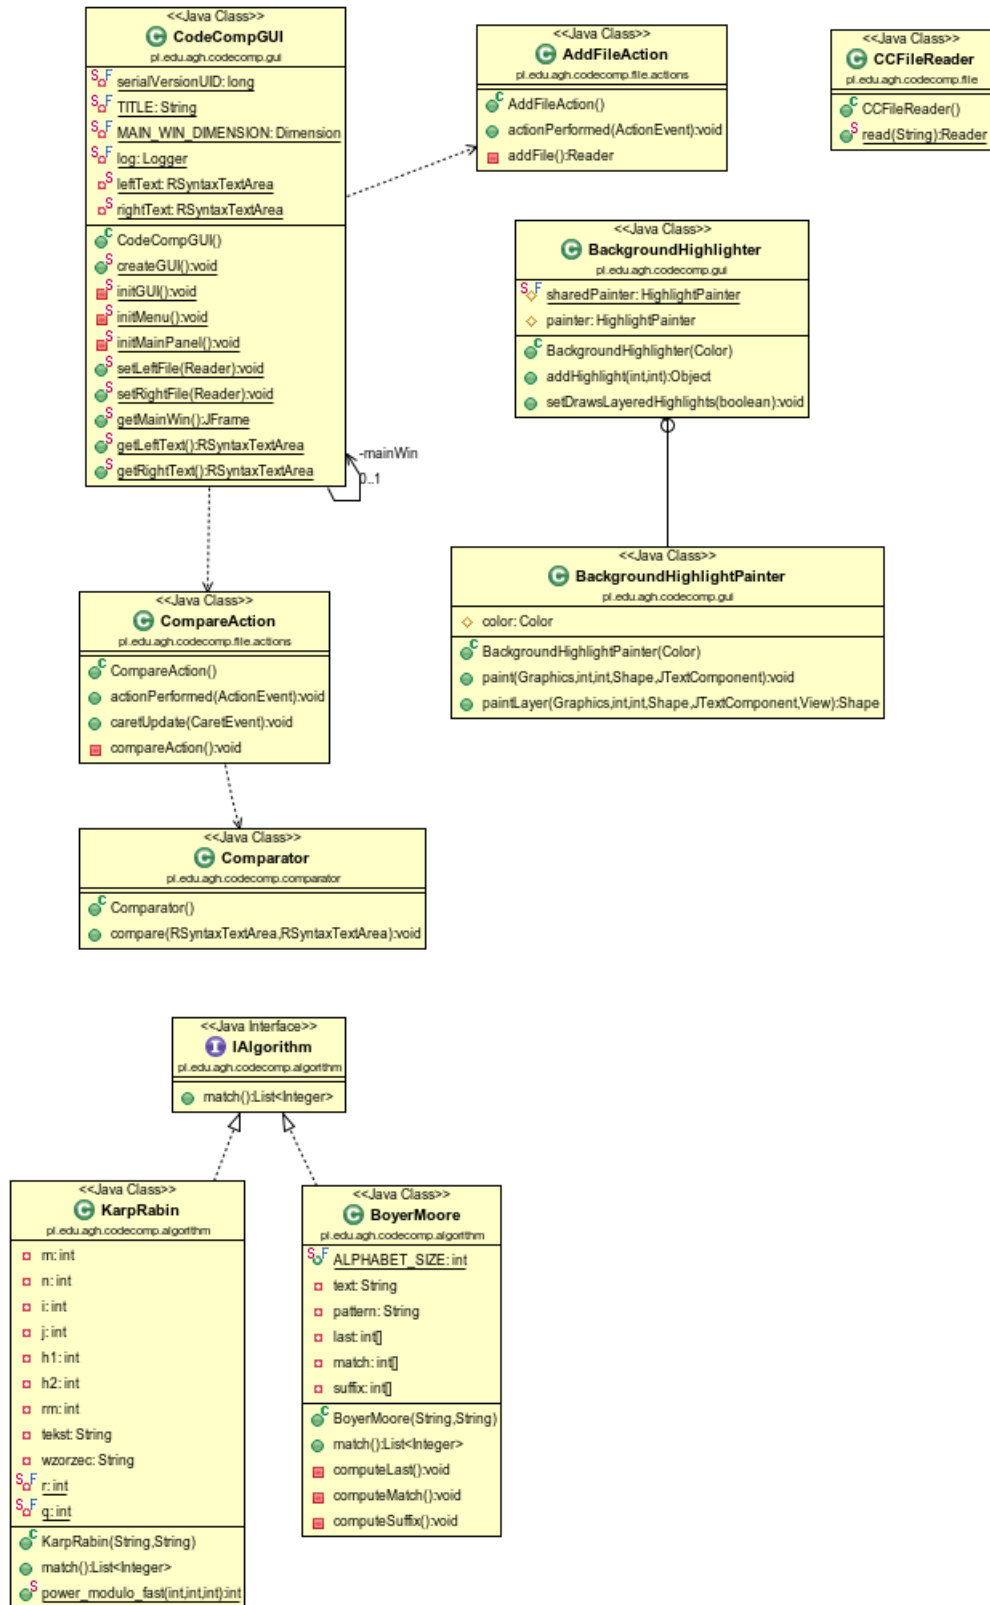 <<Java Class>>
CodeCompGUI
pl.edu.agh.codecomp.gui
serialVersionUID: long
TITLE: String
MAIN_WIN_DIMENSION: Dimension
log: Logger
leftText: RSyntaxTextArea
rightText: RSyntaxTextArea
CodeCompGUI()
createGUI():void
initGUI():void
initMenu():void
initMainPanel():void
setLeftFile(Reader):void
setRightFile(Reader):void
getMainWin():JFrame
getLeftText():RSyntaxTextArea
getRightText():RSyntaxTextArea
-mainWin
0..1
<<Java Class>>
AddFileAction
pl.edu.agh.codecomp.file.actions
AddFileAction()
actionPerformed(ActionEvent):void
addFile():Reader
<<Java Class>>
CCFileReader
pl.edu.agh.codecomp.file
CCFileReader()
read(String):Reader
<<Java Class>>
BackgroundHighlighter
pl.edu.agh.codecomp.gui
sharedPainter: HighlightPainter
painter: HighlightPainter
BackgroundHighlighter(Color)
addHighlight(int,int):Object
setDrawsLayeredHighlights(boolean):void
<<Java Class>>
BackgroundHighlightPainter
pl.edu.agh.codecomp.gui
color: Color
BackgroundHighlightPainter(Color)
paint(Graphics,int,int,Shape,JTextComponent):void
paintLayer(Graphics,int,int,Shape,JTextComponent,View):Shape
<<Java Class>>
CompareAction
pl.edu.agh.codecomp.file.actions
CompareAction()
actionPerformed(ActionEvent):void
caretUpdate(CaretEvent):void
compareAction():void
<<Java Class>>
Comparator
pl.edu.agh.codecomp.comparator
Comparator()
compare(RSyntaxTextArea,RSyntaxTextArea):void
<<Java Interface>>
IAlgorithm
pl.edu.agh.codecomp.algorithm
match():List<Integer>
<<Java Class>>
KarpRabin
pl.edu.agh.codecomp.algorithm
m: int
n: int
i: int
j: int
h1: int
h2: int
rm: int
tekst: String
wzorzec: String
r: int
q: int
KarpRabin(String,String)
match():List<Integer>
power_modulo_fast(int,int,int):int
<<Java Class>>
BoyerMoore
pl.edu.agh.codecomp.algorithm
ALPHABET_SIZE: int
text: String
pattern: String
last: int[]
match: int[]
suffix: int[]
BoyerMoore(String,String)
match():List<Integer>
computeLast():void
computeMatch():void
computeSuffix():void